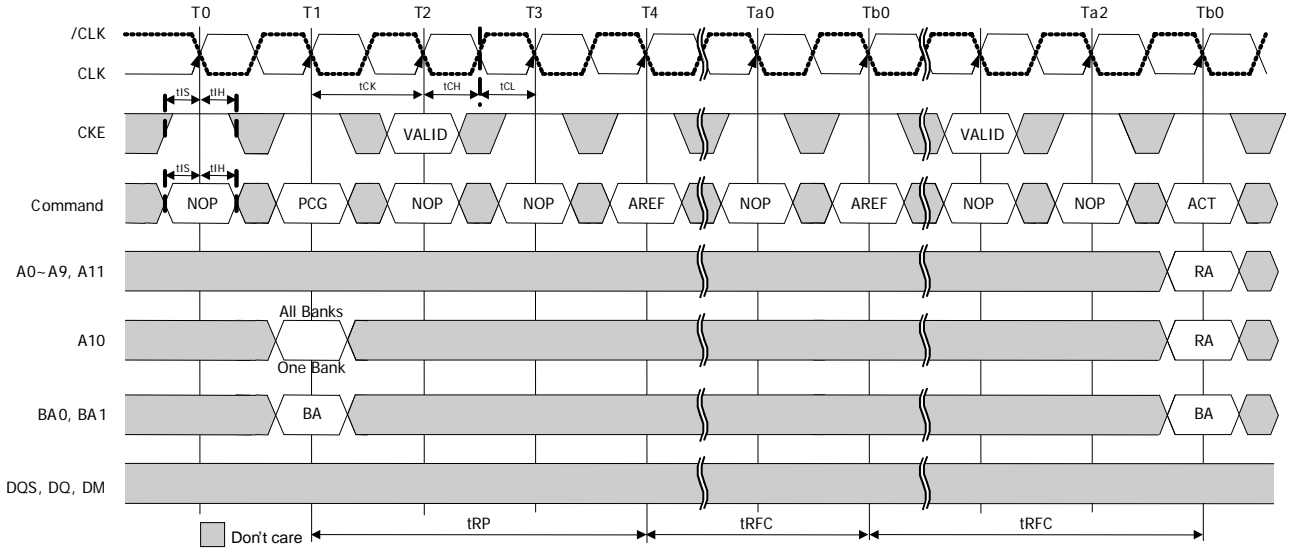 T0 T1 T2 T3 T4 Ta0 Tb0 Ta2 Tb0
/CLK
CLK
tCK tCH tCL
tIS tIH
CKE VALID VALID
tIS tIH
Command NOP PCG NOP NOP AREF NOP AREF NOP NOP ACT
A0~A9, A11 RA
All Banks
A10 RA
One Bank
BA0, BA1 BA BA
DQS, DQ, DM
tRP tRFC tRFC
Don't care